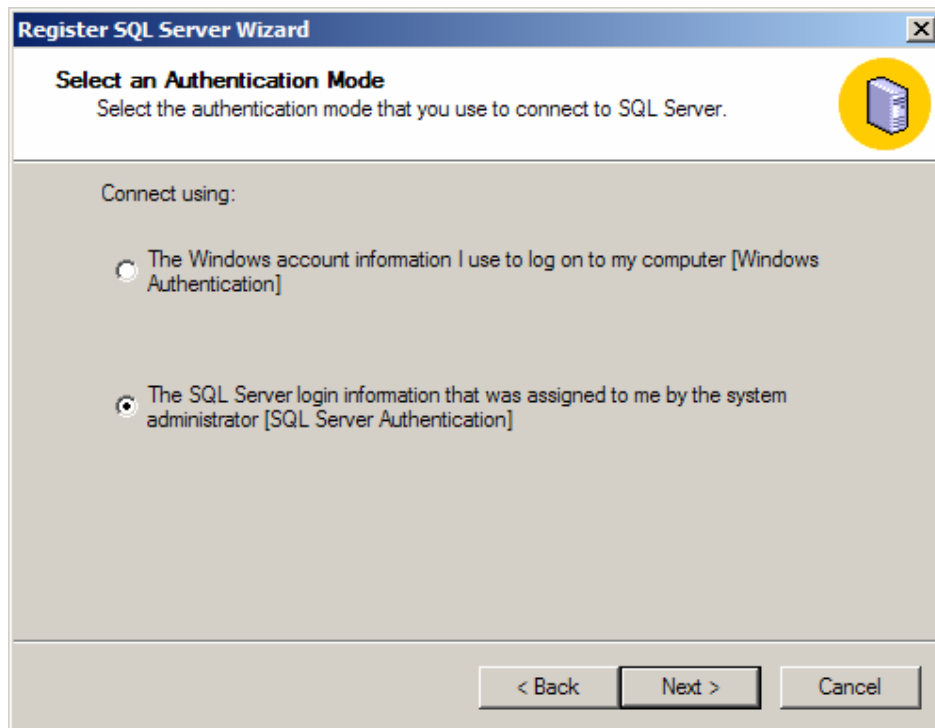 Register SQL Server Wizard
Select an Authentication Mode
Select the authentication mode that you use to connect to SQL Server.
Connect using:
The Windows account information I use to log on to my computer [Windows
Authentication]
The SQL Server login information that was assigned to me by the system
administrator [SQL Server Authentication]
< Back
Next >
Cancel